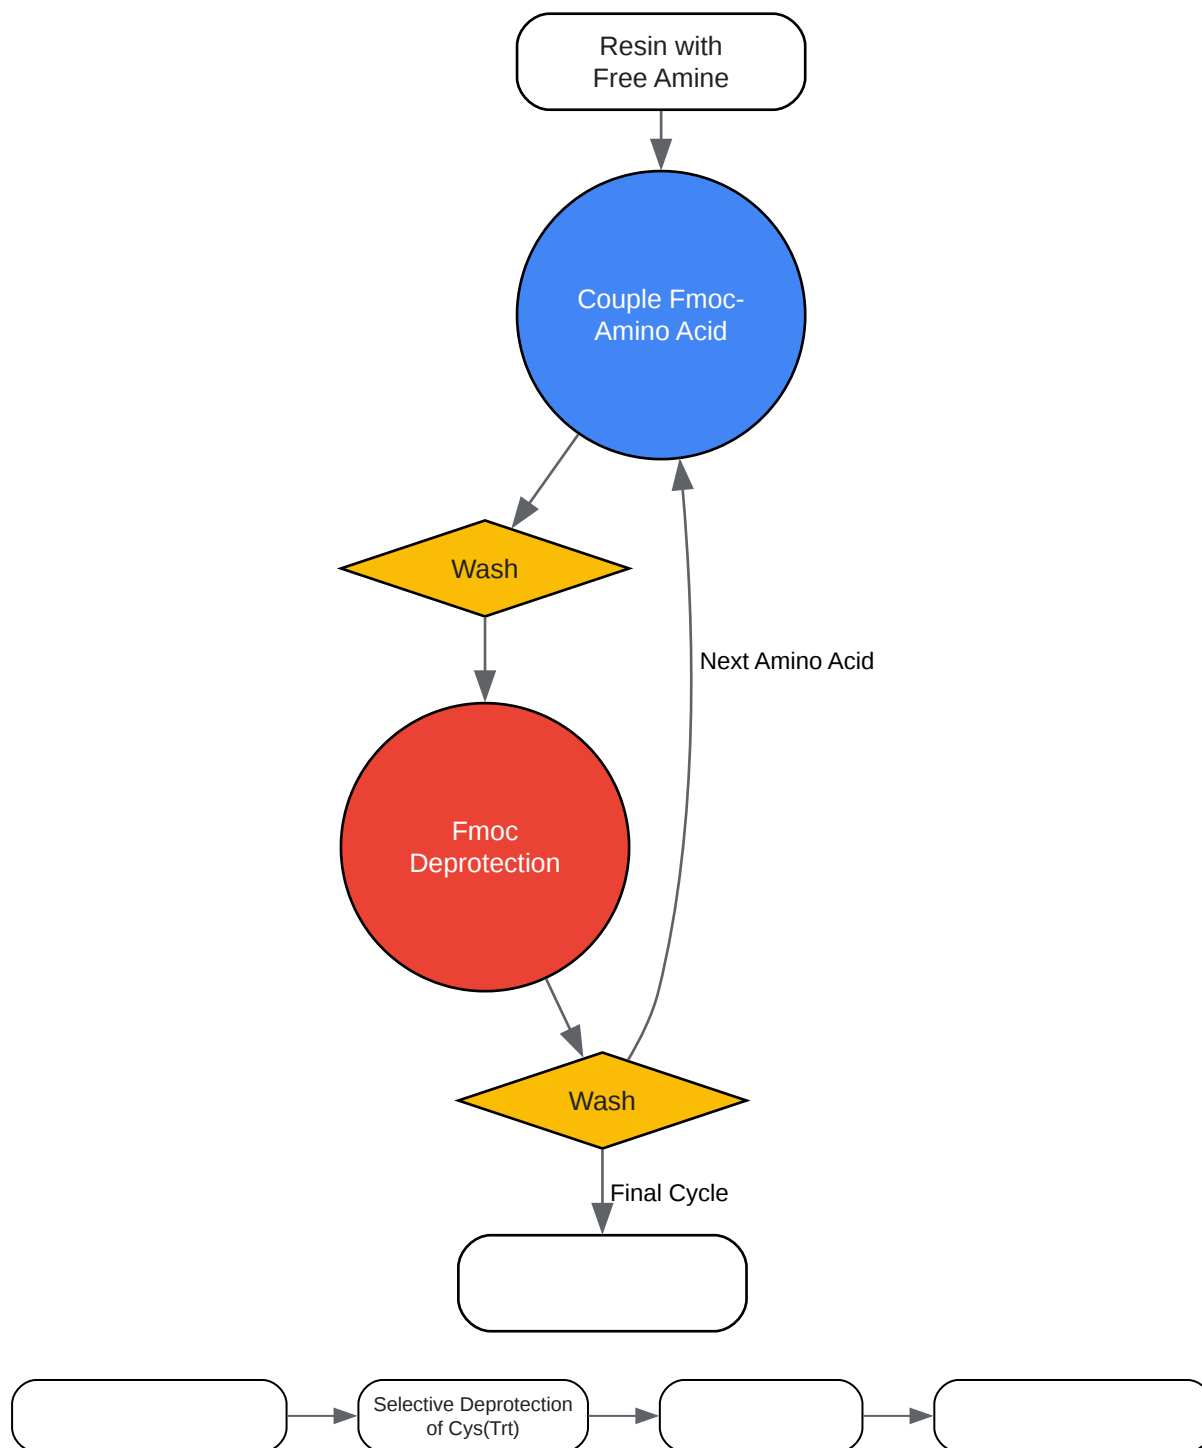 Resin with
Free Amine
Couple Fmoc-
Amino Acid
Wash
Next Amino Acid
Fmoc
Deprotection
Wash
Final Cycle
Selective Deprotection
of Cys(Trt)